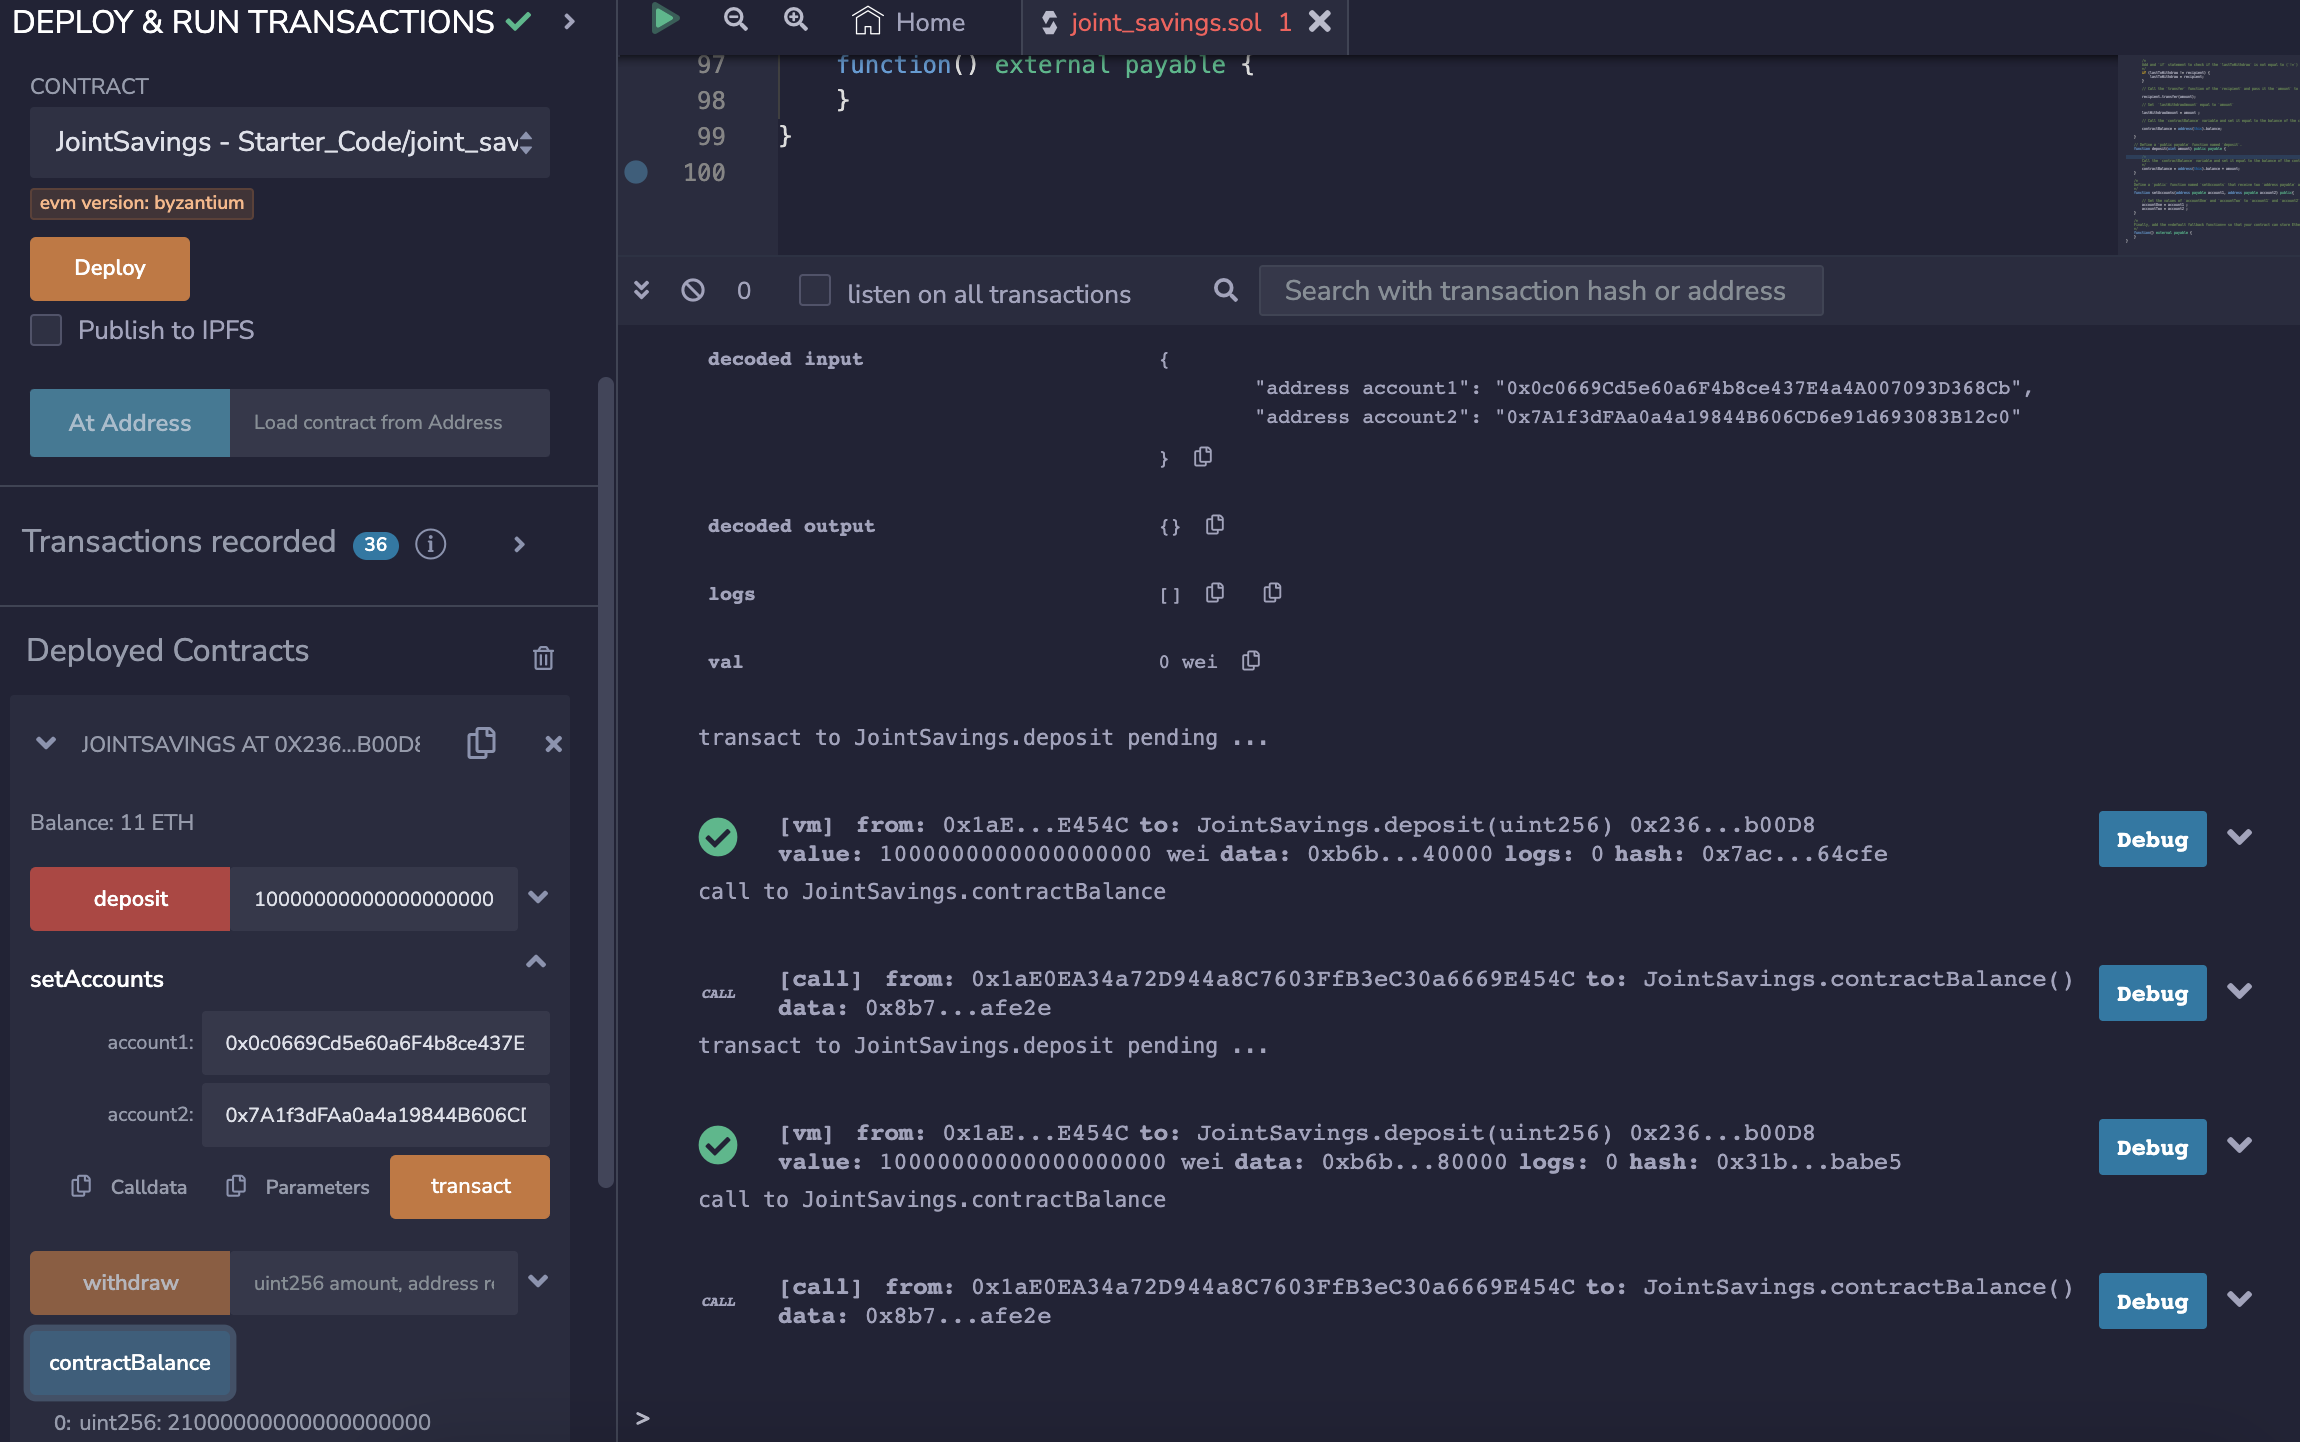 DEPLOY & RUN TRANSACTIONS
CONTRACT
JointSavings - Starter_Code/joint_sav
evm version: byzantium
Deploy
Publish to IPFS
At Address Load contract from Address
Transactions recorded 36 i
Deployed Contracts
JOINTSAVINGS AT 0X236...B00D8
Balance: 11 ETH
deposit 10000000000000000000
setAccounts
account1: 0x0c0669Cd5e60a6F4b8ce437E
account2: 0x7A1f3dFAa0a4a19844B606CD
Calldata Parameters transact
withdraw uint256 amount, address re
contractBalance
0: uint256: 21000000000000000000
Home joint_savings.sol 1
97 function() external payable {
98 }
99 }
100
0 listen on all transactions Search with transaction hash or address
decoded input {
"address account1": "0x0c0669Cd5e60a6F4b8ce437E4a4A007093D368Cb",
"address account2": "0x7A1f3dFAa0a4a19844B606CD6e91d693083B12c0"
}
decoded output {}
logs []
val 0 wei
transact to JointSavings.deposit pending ...
[vm] from: 0x1aE...E454C to: JointSavings.deposit(uint256) 0x236...b00D8
value: 1000000000000000000 wei data: 0xb6b...40000 logs: 0 hash: 0x7ac...64cfe
Debug
call to JointSavings.contractBalance
CALL [call] from: 0x1aE0EA34a72D944a8C7603FfB3eC30a6669E454C to: JointSavings.contractBalance()
data: 0x8b7...afe2e
Debug
transact to JointSavings.deposit pending ...
[vm] from: 0x1aE...E454C to: JointSavings.deposit(uint256) 0x236...b00D8
value: 10000000000000000000 wei data: 0xb6b...80000 logs: 0 hash: 0x31b...babe5
Debug
call to JointSavings.contractBalance
CALL [call] from: 0x1aE0EA34a72D944a8C7603FfB3eC30a6669E454C to: JointSavings.contractBalance()
data: 0x8b7...afe2e
Debug
>